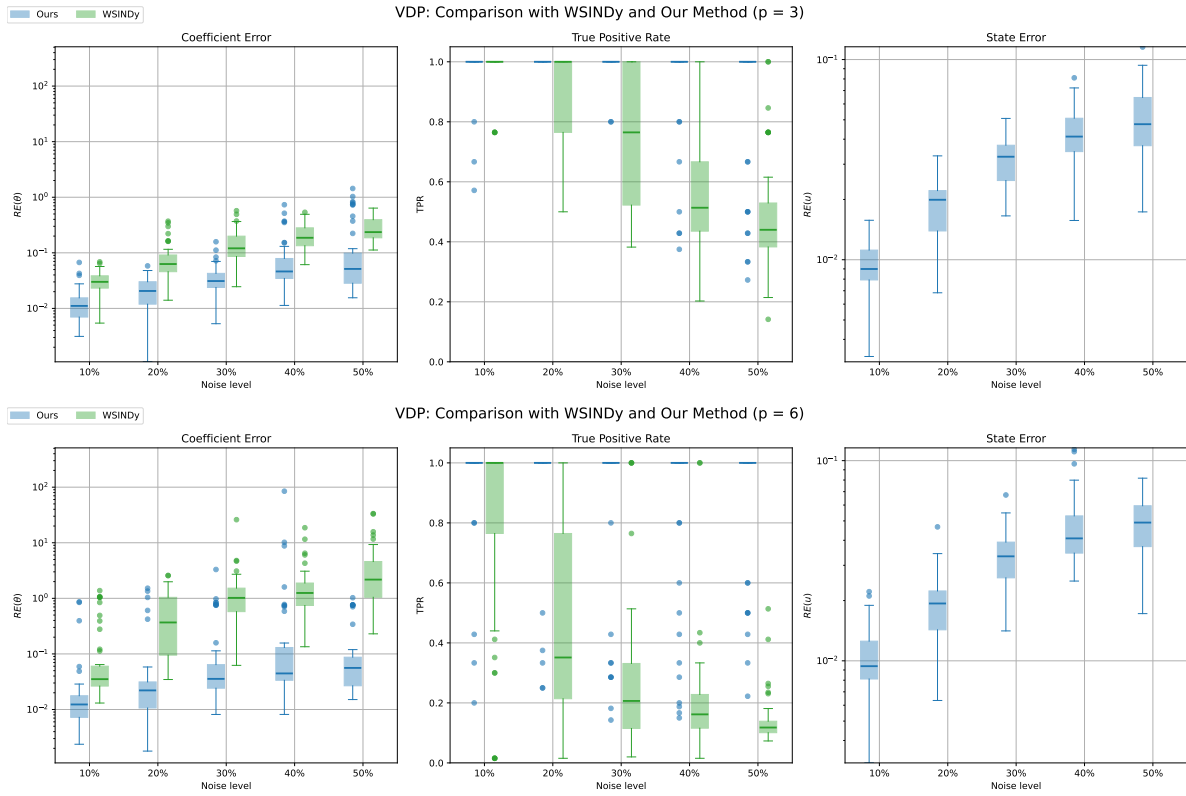 VDP: Comparison with WSINDy and Our Method (p = 3)
Ours WSINDy
Coefficient Error
RE(θ)
10²
10¹
10⁰
10⁻¹
10⁻²
10% 20% 30% 40% 50%
Noise level
True Positive Rate
TPR
1.0
0.8
0.6
0.4
0.2
0.0
10% 20% 30% 40% 50%
Noise level
State Error
RE(u)
10⁻¹
10⁻²
10% 20% 30% 40% 50%
Noise level
VDP: Comparison with WSINDy and Our Method (p = 6)
Ours WSINDy
Coefficient Error
RE(θ)
10²
10¹
10⁰
10⁻¹
10⁻²
10% 20% 30% 40% 50%
Noise level
True Positive Rate
TPR
1.0
0.8
0.6
0.4
0.2
0.0
10% 20% 30% 40% 50%
Noise level
State Error
RE(u)
10⁻¹
10⁻²
10% 20% 30% 40% 50%
Noise level